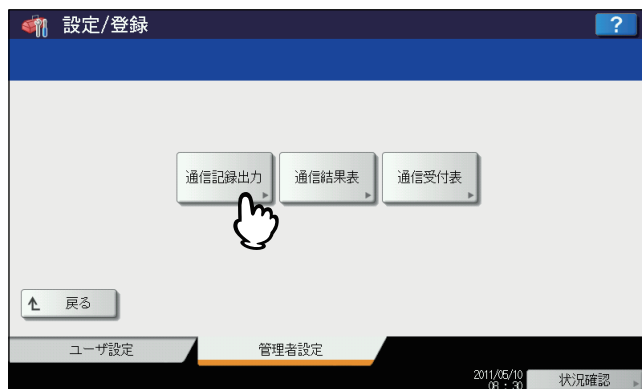 設定/登録
?
通信記録出力
通信結果表
通信受付表
戻る
ユーザ設定
管理者設定
2011/05/10
08:30
状況確認